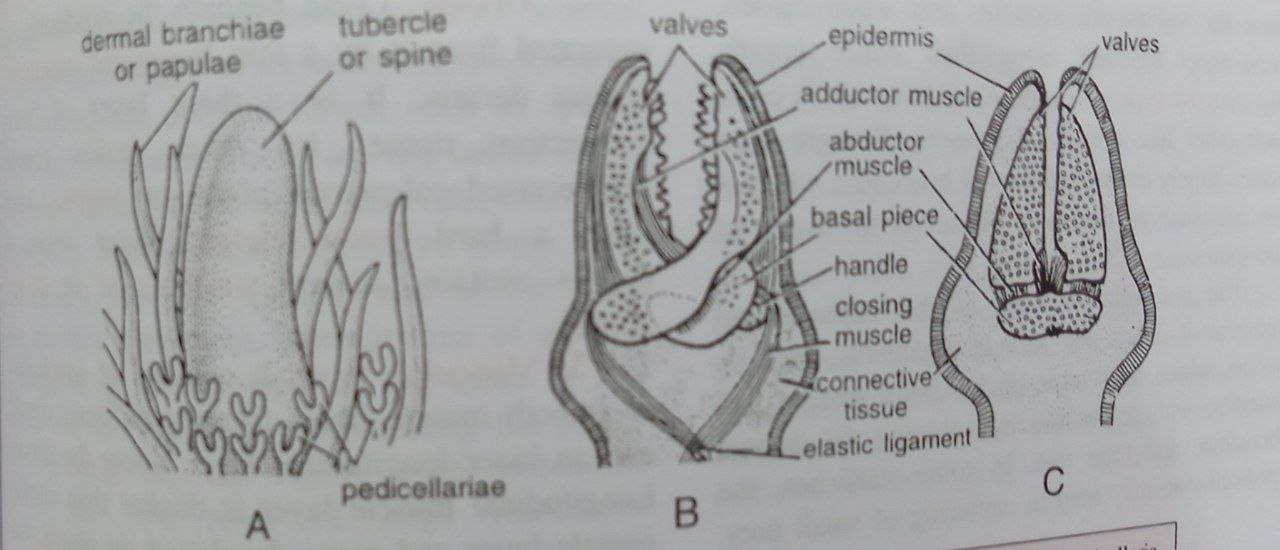 dermal branchiae
or papulae
tubercle
or spine
pedicellariae
A
valves
epidermis
adductor muscle
abductor
muscle
basal piece
handle
closing
muscle
connective
tissue
elastic ligament
B
valves
C